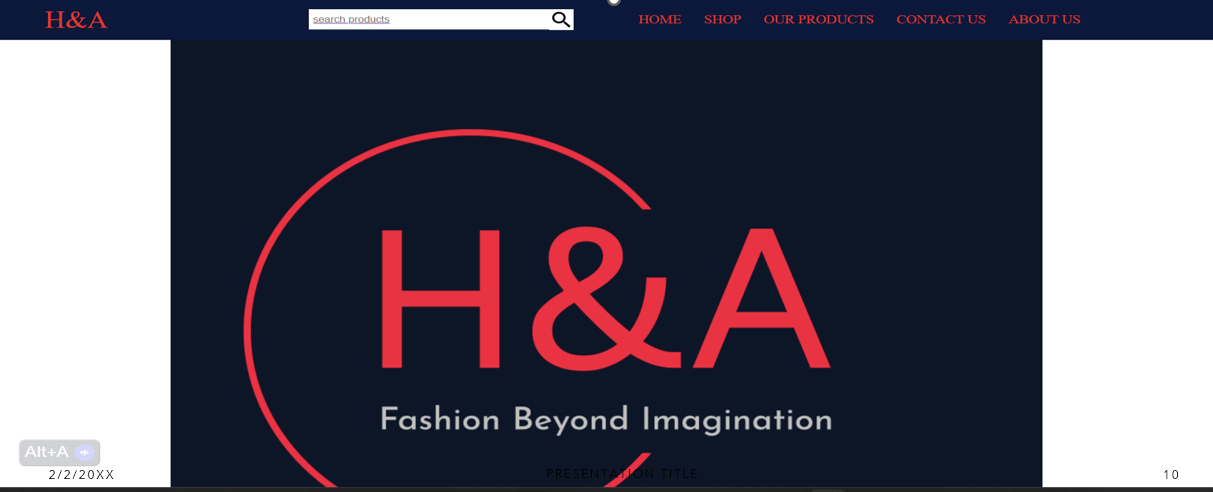 H&A
search products
HOME SHOP OUR PRODUCTS CONTACT US ABOUT US
H&A
Fashion Beyond Imagination
Alt+A
2/2/20XX
PRESENTATION TITLE
10